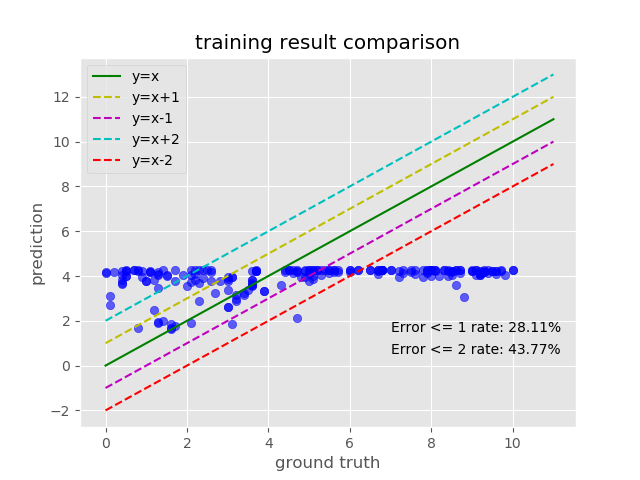 training result comparison
y=x
y=x+1
y=x-1
y=x+2
y=x-2
12
10
8
6
4
2
0
−2
prediction
Error <= 1 rate: 28.11%
Error <= 2 rate: 43.77%
0 2 4 6 8 10
ground truth